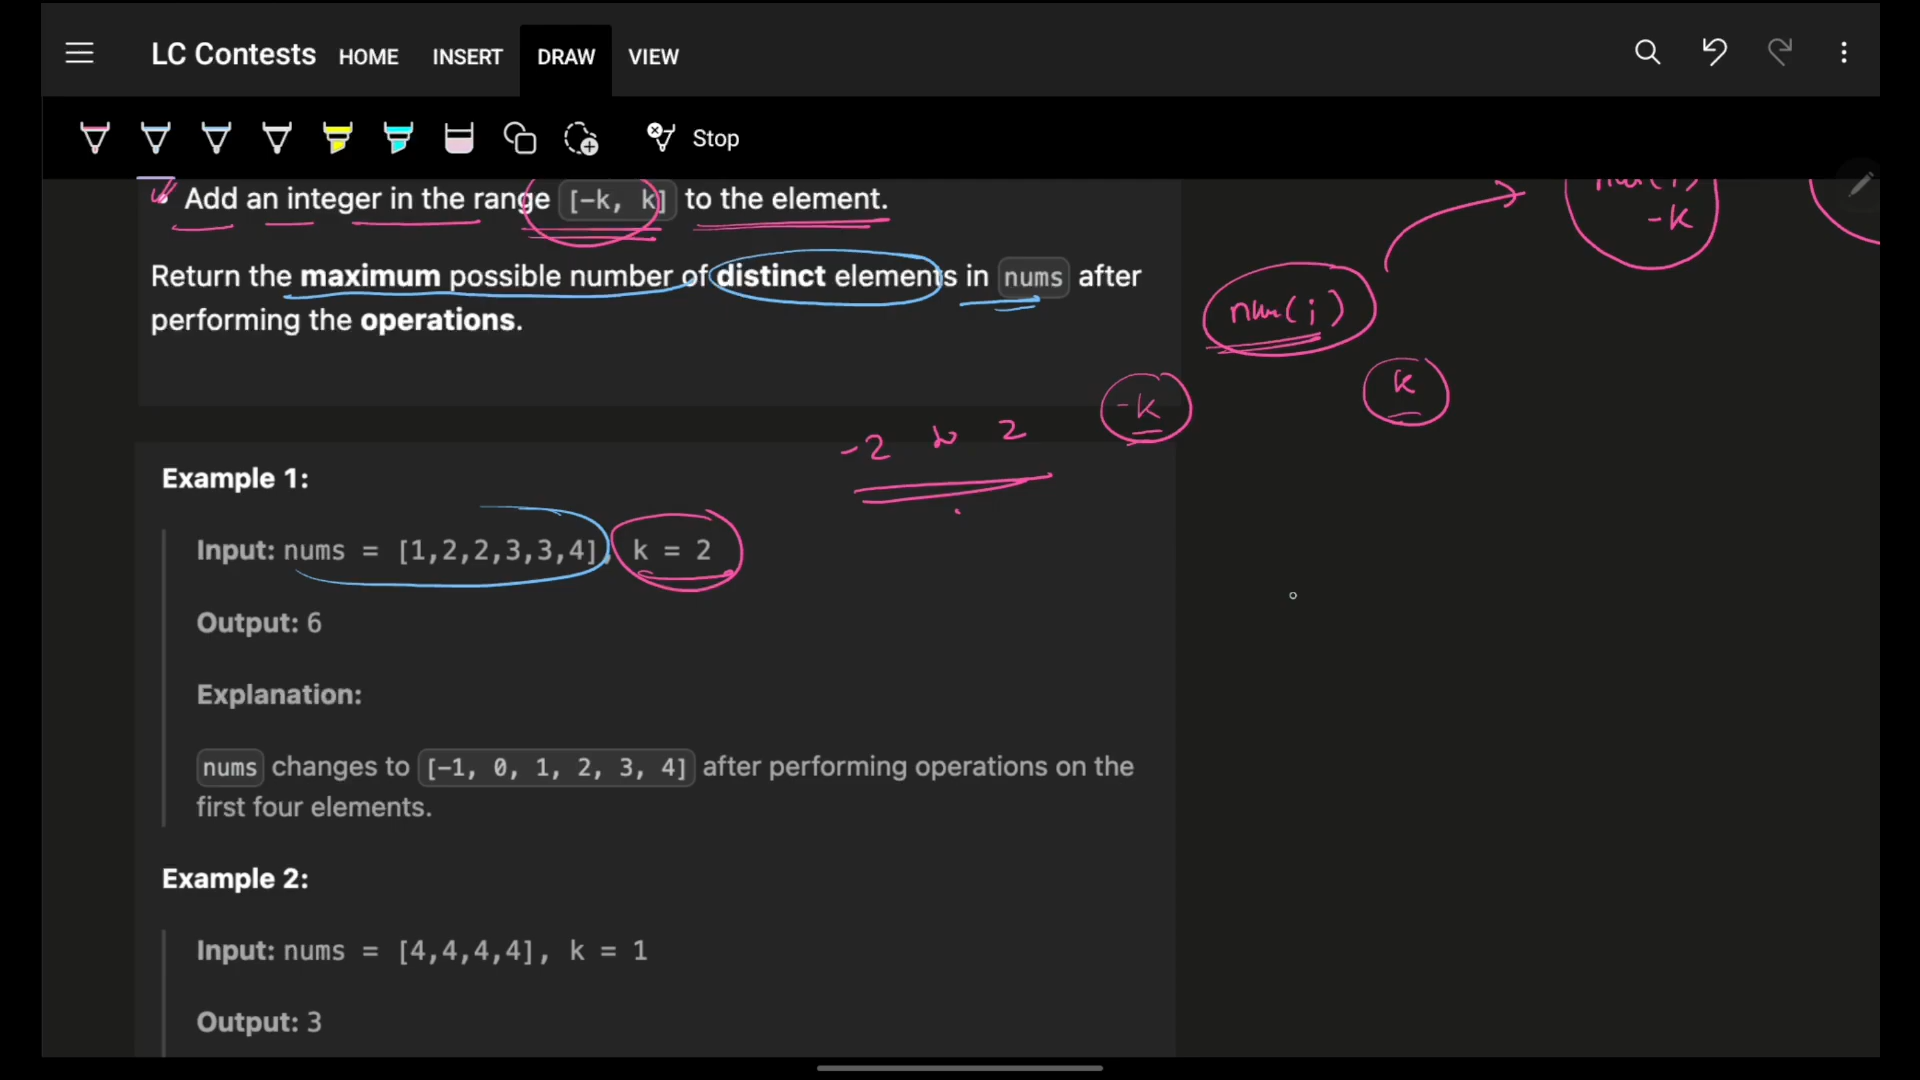 LC Contests HOME INSERT DRAW VIEW
Stop
Add an integer in the range [-k, k] to the element.
-k
Return the maximum possible number of distinct elements in nums after
performing the operations.
num(i)
k
-k
-2 to 2
Example 1:
Input: nums = [1,2,2,3,3,4], k = 2
Output: 6
Explanation:
nums changes to [-1, 0, 1, 2, 3, 4] after performing operations on the
first four elements.
Example 2:
Input: nums = [4,4,4,4], k = 1
Output: 3